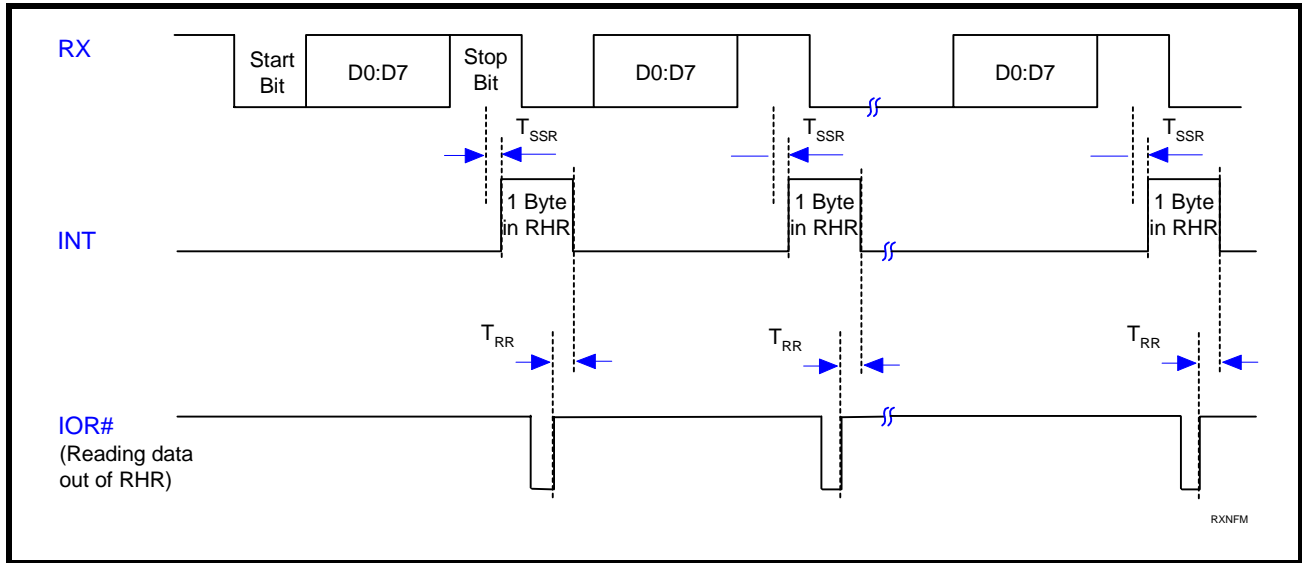 RX
Start
Bit
D0:D7
Stop
Bit
D0:D7
D0:D7
TSSR
TSSR
TSSR
INT
1 Byte
in RHR
1 Byte
in RHR
1 Byte
in RHR
TRR
TRR
TRR
IOR#
(Reading data
out of RHR)
RXNFM